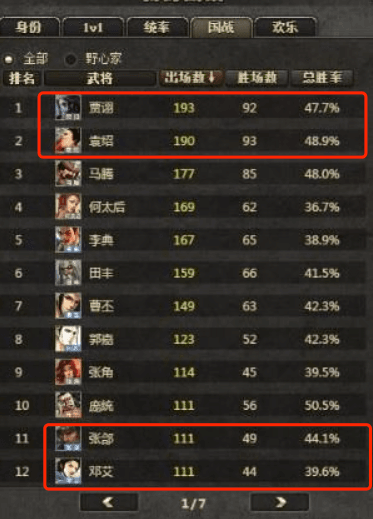 身份 1v1 统率 国战 欢乐
全部 野心家
排名 武将 出场数↓ 胜场数 总胜率
1 贾诩 193 92 47.7%
2 袁绍 190 93 48.9%
3 马腾 177 85 48.0%
4 何太后 169 62 36.7%
5 李典 167 65 38.9%
6 田丰 159 66 41.5%
7 曹丕 149 63 42.3%
8 郭嘉 123 52 42.3%
9 张角 114 45 39.5%
10 庞统 111 56 50.5%
11 张郃 111 49 44.1%
12 邓艾 111 44 39.6%
1/7